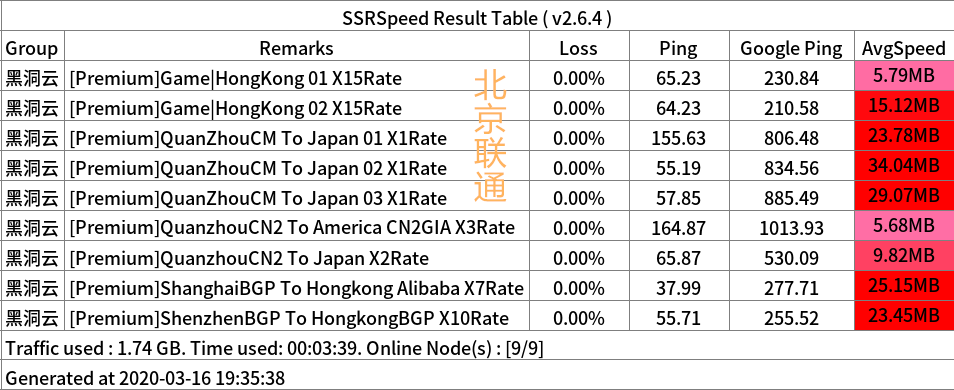 SSRSpeed Result Table ( v2.6.4 )
Group Remarks Loss Ping Google Ping AvgSpeed
黑洞云 [Premium]Game|HongKong 01 X15Rate 0.00% 65.23 230.84 5.79MB
黑洞云 [Premium]Game|HongKong 02 X15Rate 0.00% 64.23 210.58 15.12MB
黑洞云 [Premium]QuanZhouCM To Japan 01 X1Rate 0.00% 155.63 806.48 23.78MB
黑洞云 [Premium]QuanZhouCM To Japan 02 X1Rate 0.00% 55.19 834.56 34.04MB
黑洞云 [Premium]QuanZhouCM To Japan 03 X1Rate 0.00% 57.85 885.49 29.07MB
黑洞云 [Premium]QuanzhouCN2 To America CN2GIA X3Rate 0.00% 164.87 1013.93 5.68MB
黑洞云 [Premium]QuanzhouCN2 To Japan X2Rate 0.00% 65.87 530.09 9.82MB
黑洞云 [Premium]ShanghaiBGP To Hongkong Alibaba X7Rate 0.00% 37.99 277.71 25.15MB
黑洞云 [Premium]ShenzhenBGP To HongkongBGP X10Rate 0.00% 55.71 255.52 23.45MB
Traffic used : 1.74 GB. Time used: 00:03:39. Online Node(s) : [9/9]
Generated at 2020-03-16 19:35:38
北京联通